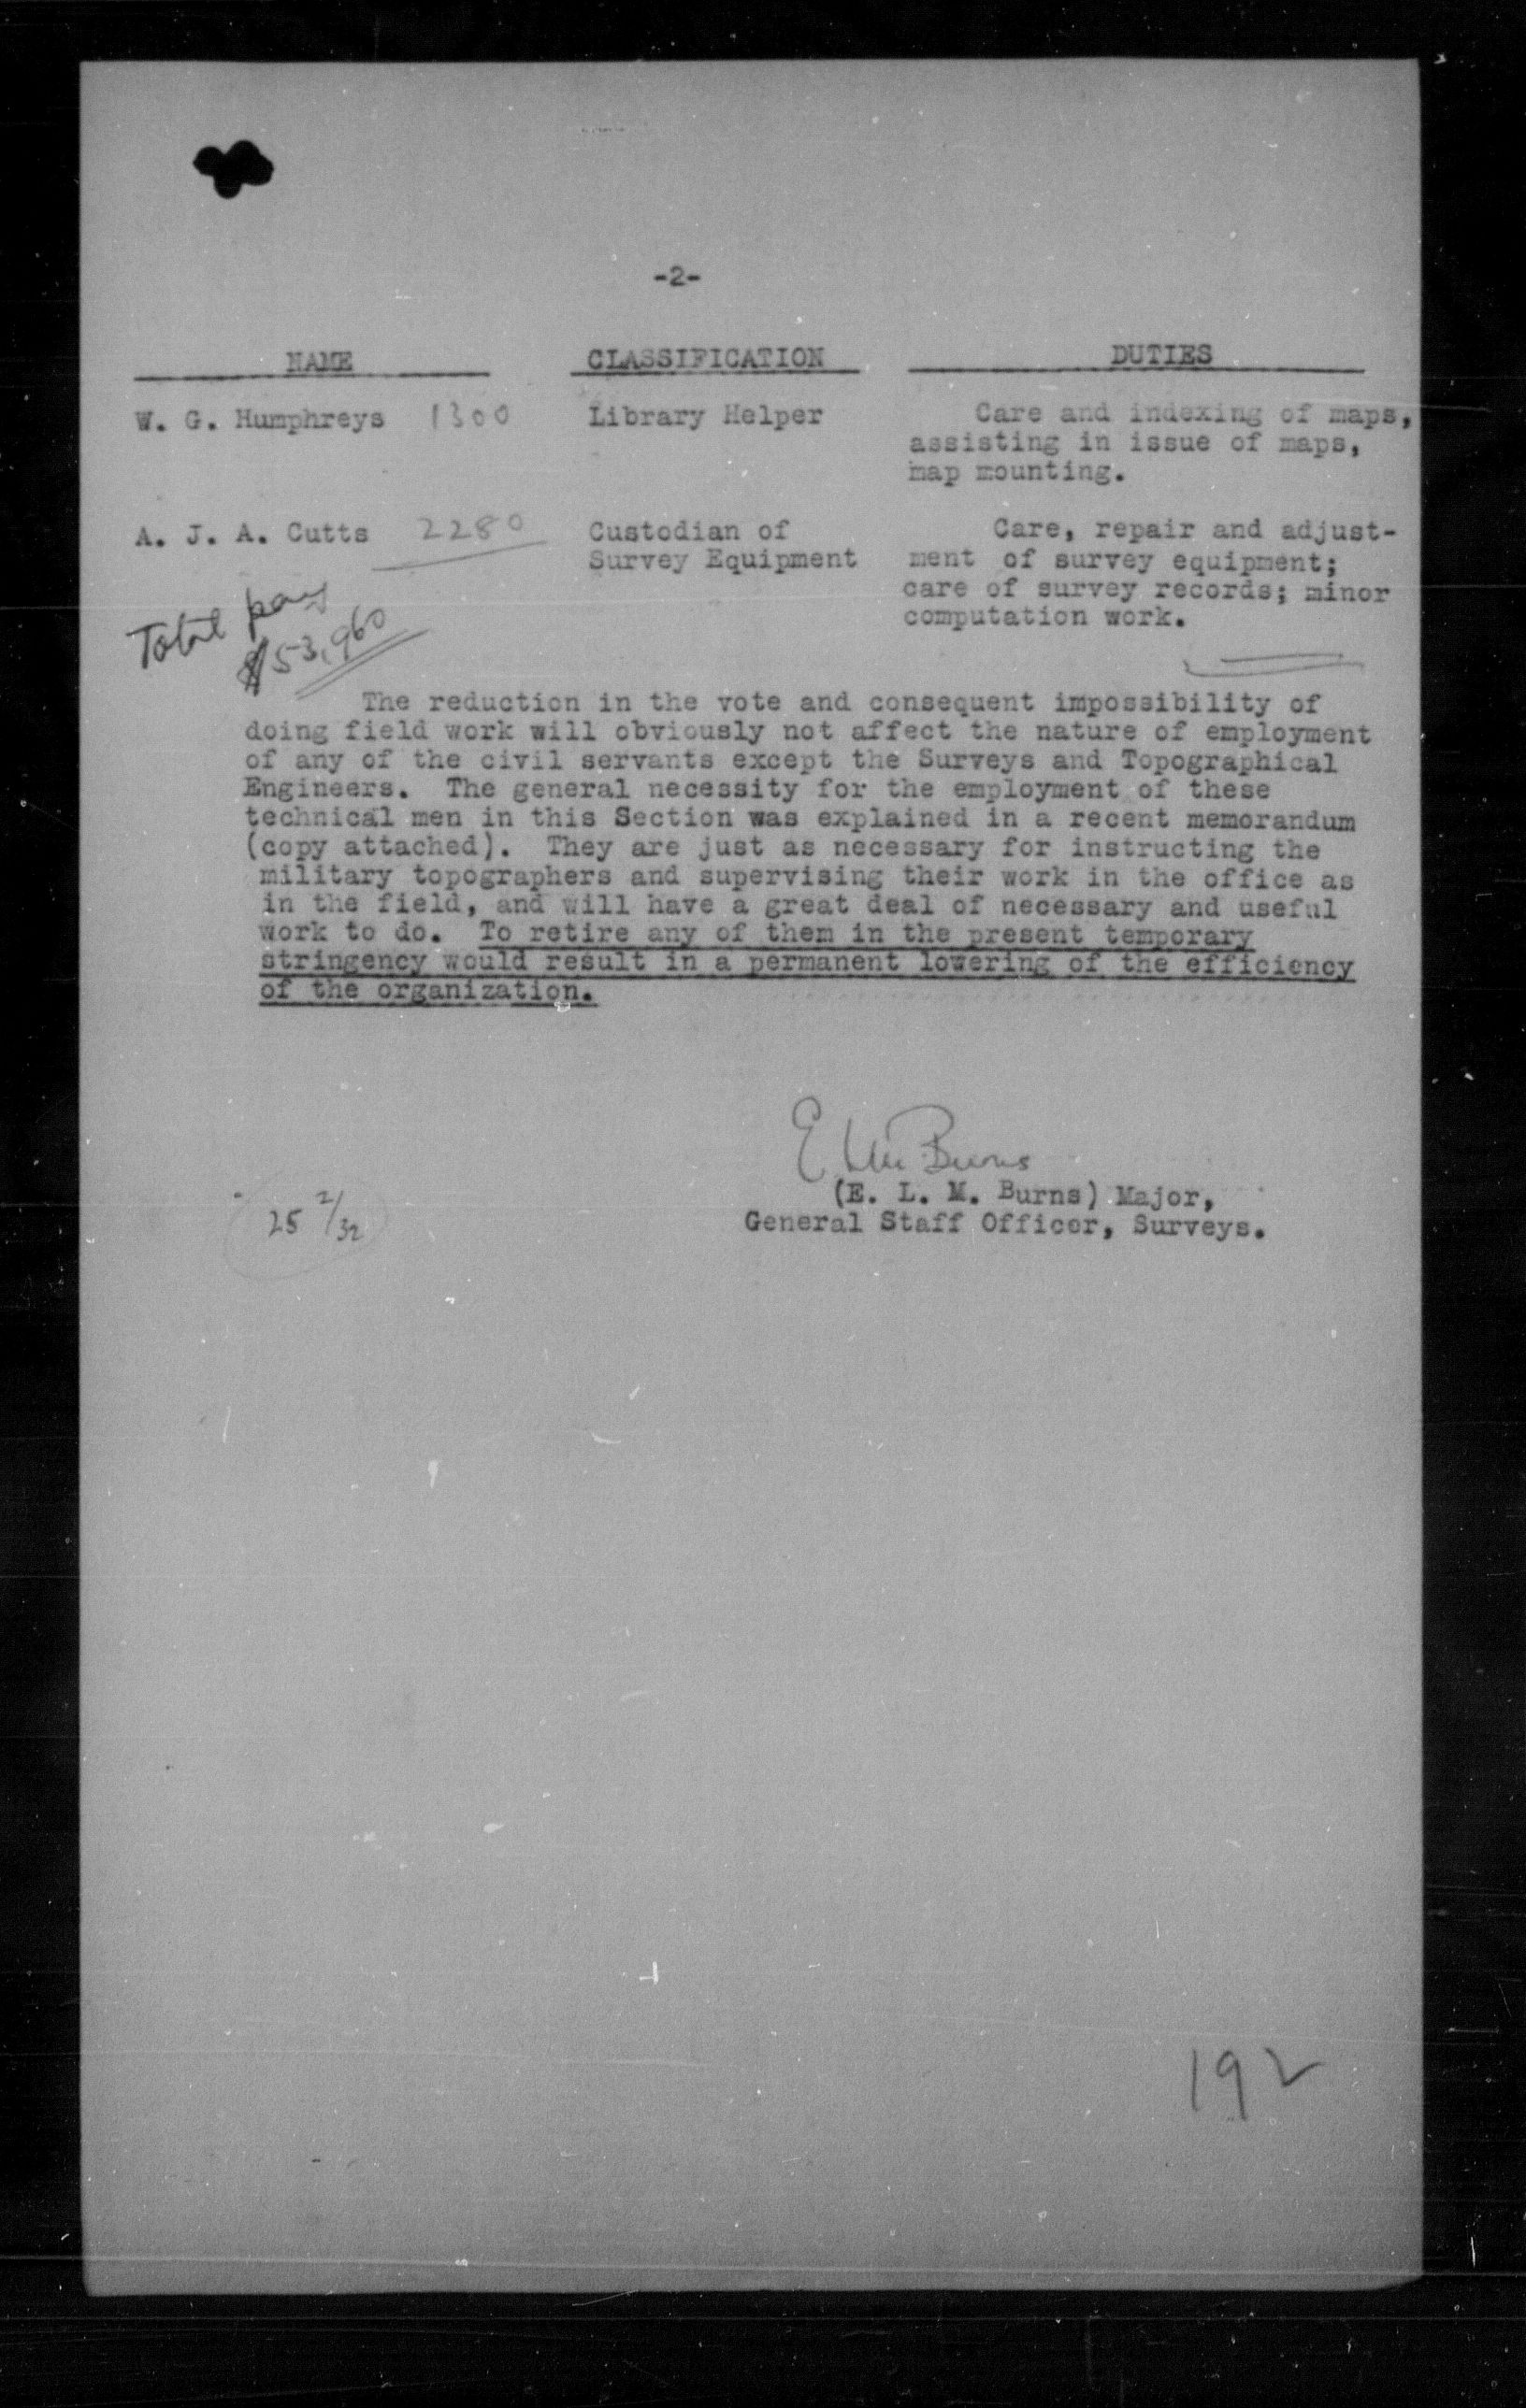 -2-
NAME CLASSIFICATION DUTIES
W. G. Humphreys 1300 Library Helper Care and indexing of maps,
assisting in issue of maps,
map mounting.
A. J. A. Cutts 2280 Custodian of Care, repair and adjust-
Survey Equipment ment of survey equipment;
care of survey records; minor
computation work.
Total pay
$53,960
The reduction in the vote and consequent impossibility of
doing field work will obviously not affect the nature of employment
of any of the civil servants except the Surveys and Topographical
Engineers. The general necessity for the employment of these
technical men in this Section was explained in a recent memorandum
(copy attached). They are just as necessary for instructing the
military topographers and supervising their work in the office as
in the field, and will have a great deal of necessary and useful
work to do. To retire any of them in the present temporary
stringency would result in a permanent lowering of the efficiency
of the organization.
E L M Burns
(E. L. M. Burns) Major,
General Staff Officer, Surveys.
25 2/32
192